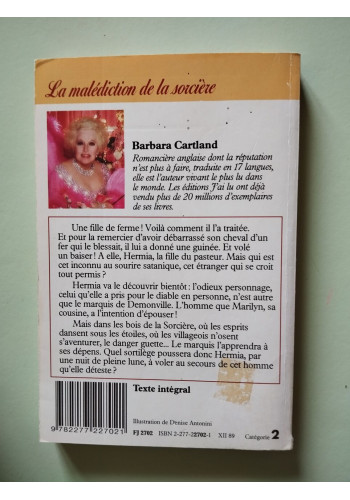 La malédiction de la sorcière
Barbara Cartland
Romancière anglaise dont la réputation
n'est plus à faire, traduite en 17 langues,
elle est l'auteur vivant le plus lu dans
le monde. Les éditions J'ai lu ont déjà
vendu plus de 20 millions d'exemplaires
de ses livres.
Une fille de ferme ! Voilà comment il l'a traitée.
Et pour la remercier d'avoir débarrassé son cheval d'un
fer qui le blessait, il lui a donné une guinée. Et volé
un baiser ! A elle, Hermia, la fille du pasteur. Mais qui est
cet inconnu au sourire satanique, cet étranger qui se croit
tout permis ?
Hermia va le découvrir bientôt : l'odieux personnage,
celui qu'elle a pris pour le diable en personne, n'est autre
que le marquis de Demonville. L'homme que Marilyn, sa
cousine, a l'intention d'épouser !
Mais dans les bois de la Sorcière, où les esprits
dansent sous les étoiles, où les villageois n'osent
s'aventurer, le danger guette... Le marquis l'apprendra à
ses dépens. Quel sortilège poussera donc Hermia, par
une nuit de pleine lune, à voler au secours de cet homme
qu'elle déteste ?
Texte intégral
9 782277 227021
Illustration de Denise Antonini
FJ 2702 ISBN 2-277-22702-1 XII 89 Catégorie 2